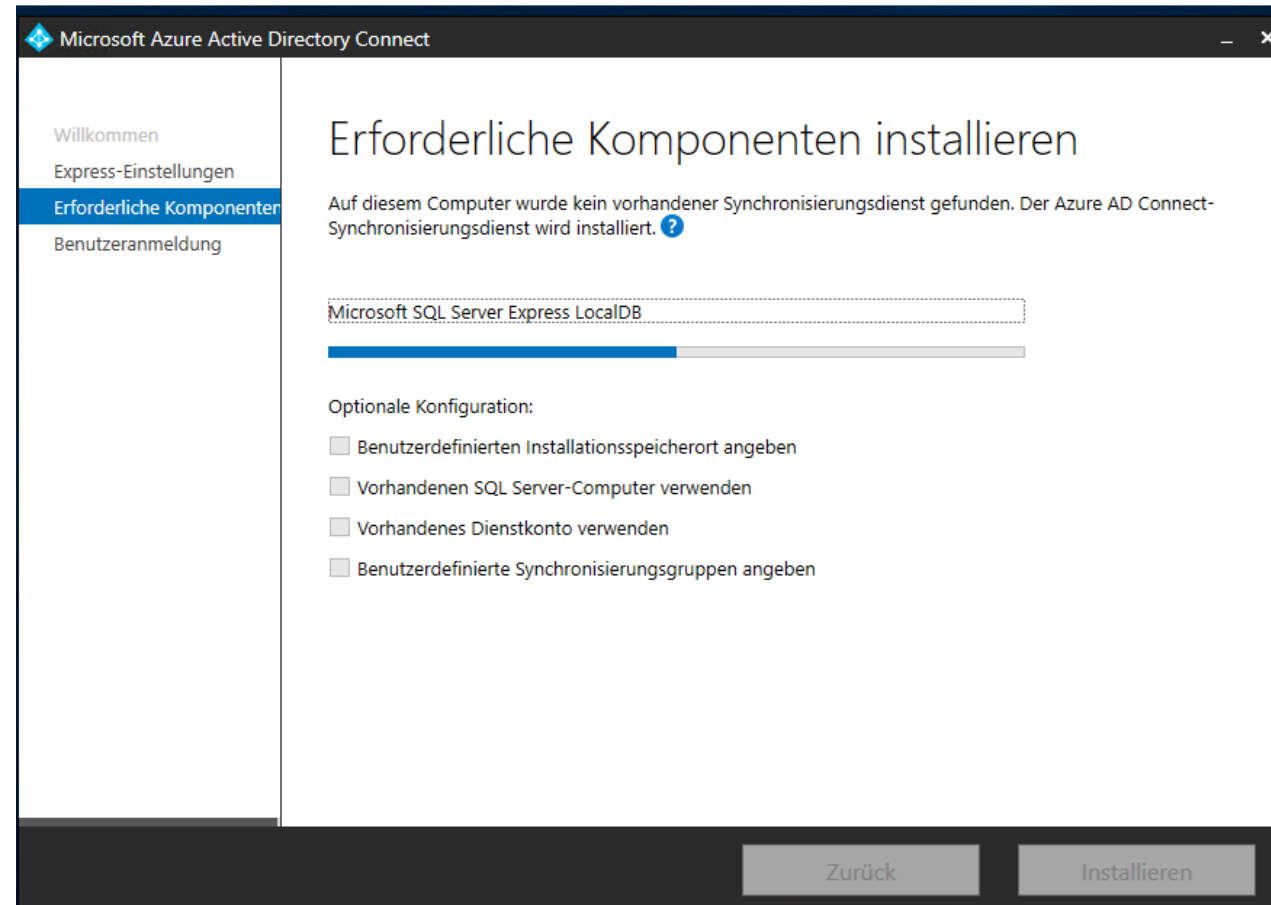 Microsoft Azure Active Directory Connect
Willkommen
Express-Einstellungen
Erforderliche Komponenten
Benutzeranmeldung
Erforderliche Komponenten installieren
Auf diesem Computer wurde kein vorhandener Synchronisierungsdienst gefunden. Der Azure AD Connect-
Synchronisierungsdienst wird installiert. ?
Microsoft SQL Server Express LocalDB
Optionale Konfiguration:
Benutzerdefinierten Installationsspeicherort angeben
Vorhandenen SQL Server-Computer verwenden
Vorhandenes Dienstkonto verwenden
Benutzerdefinierte Synchronisierungsgruppen angeben
Zurück
Installieren